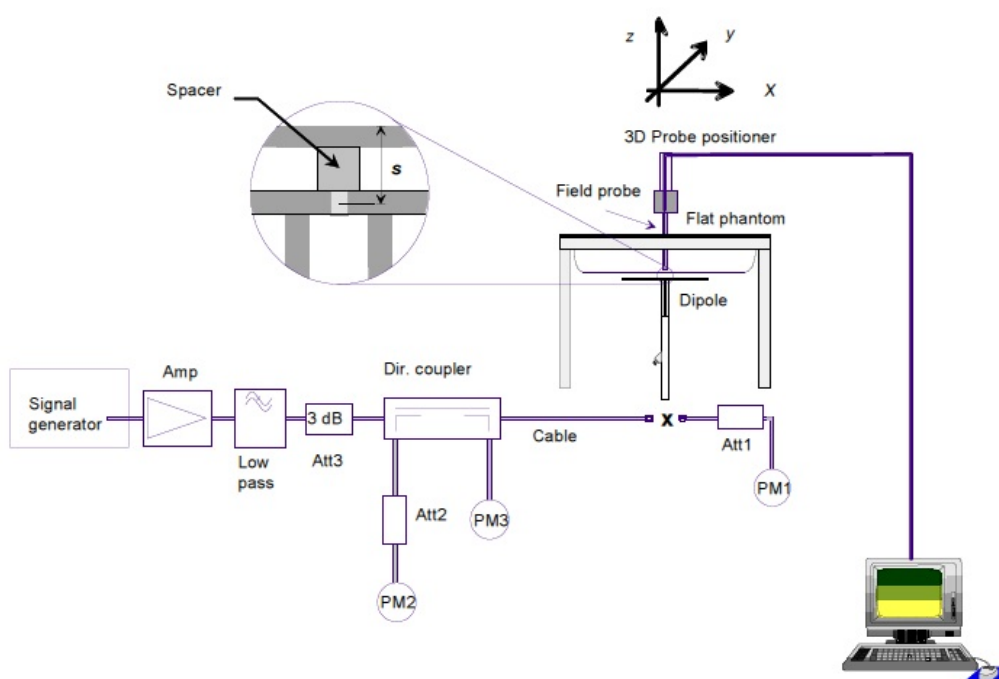 z
y
X
Spacer
3D Probe positioner
s
Field probe
Flat phantom
Dipole
Dir. coupler
Amp
Signal
generator
3 dB
Cable
X
Att1
Low
pass
Att3
PM1
Att2
PM3
PM2